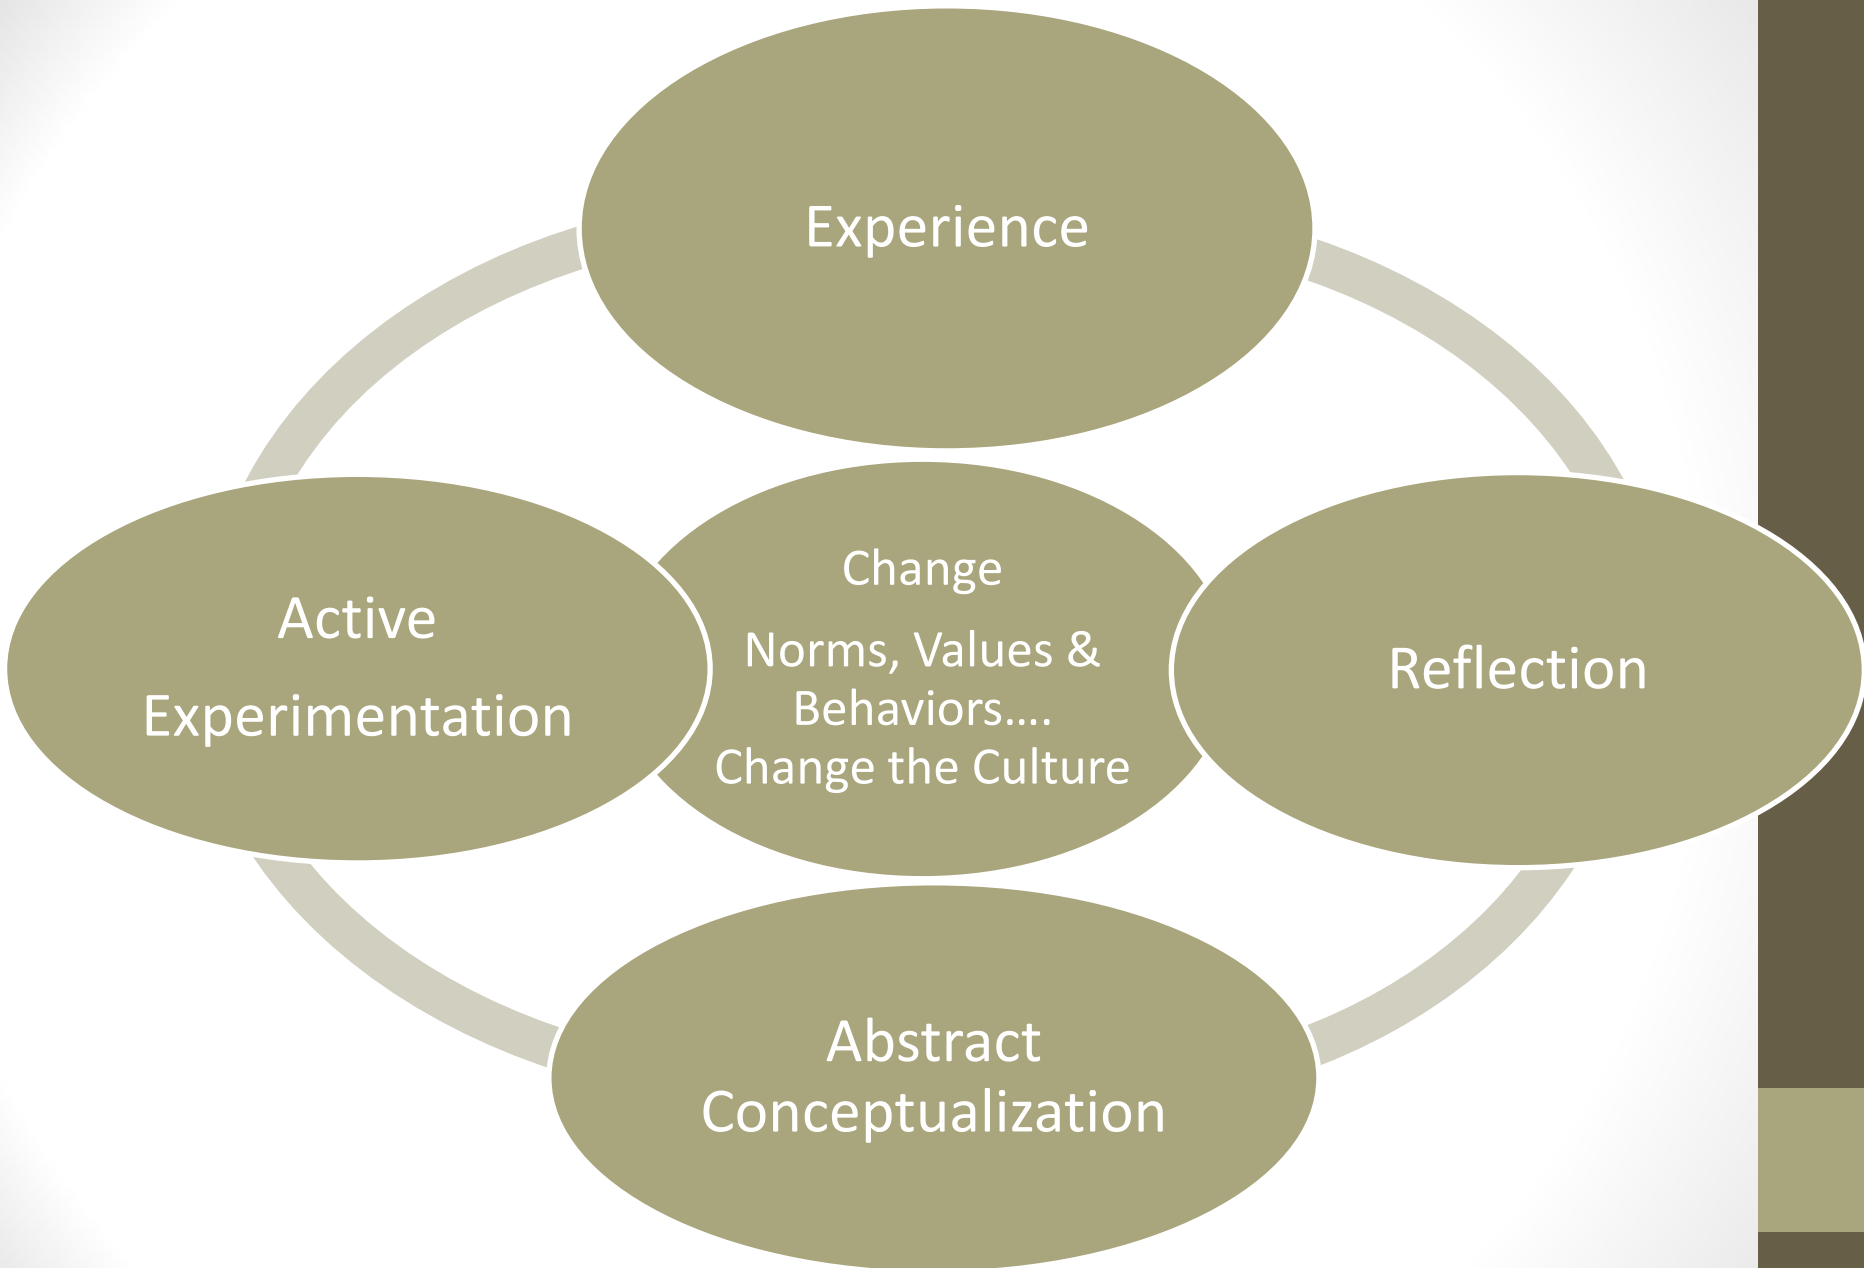 Experience
Change
Norms, Values &
Behaviors....
Change the Culture
Active
Experimentation
Reflection
Abstract
Conceptualization